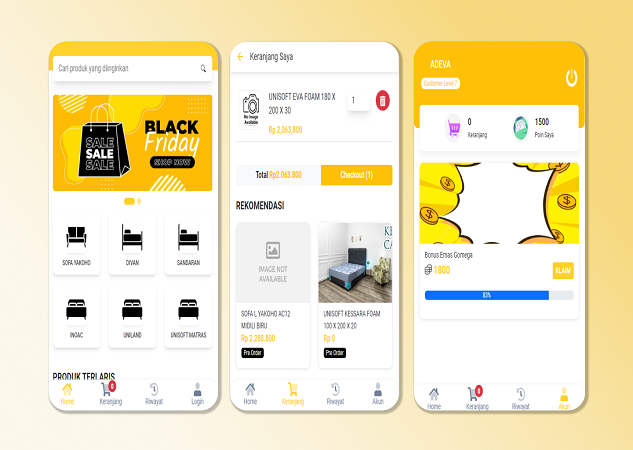 Cari produk yang diinginkan
SALE
SALE
SALE
BLACK
Friday
SHOP NOW
SOFA YAKOHO
DIVAN
SANDARAN
INOAC
UNILAND
UNISOFT MATRAS
PRODUK TERLARIS
Home
0
Keranjang
Riwayat
Login
Keranjang Saya
No Image
Available
UNISOFT EVA FOAM 180 X
200 X 30
Rp 2,063,800
1
Total Rp2.063.800
Checkout (1)
REKOMENDASI
IMAGE NOT
AVAILABLE
SOFA L YAKOHO AC12
MIDILI BIRU
Rp 2,288,800
Pre Order
UNISOFT KESSARA FOAM
100 X 200 X 20
Rp 0
Pre Order
Home
Keranjang
Riwayat
Akun
ADEVA
Customer Level 7
0
Keranjang
1500
Poin Saya
Bonus Emas Gomega
1800
KLAIM
83%
Home
0
Keranjang
Riwayat
Akun